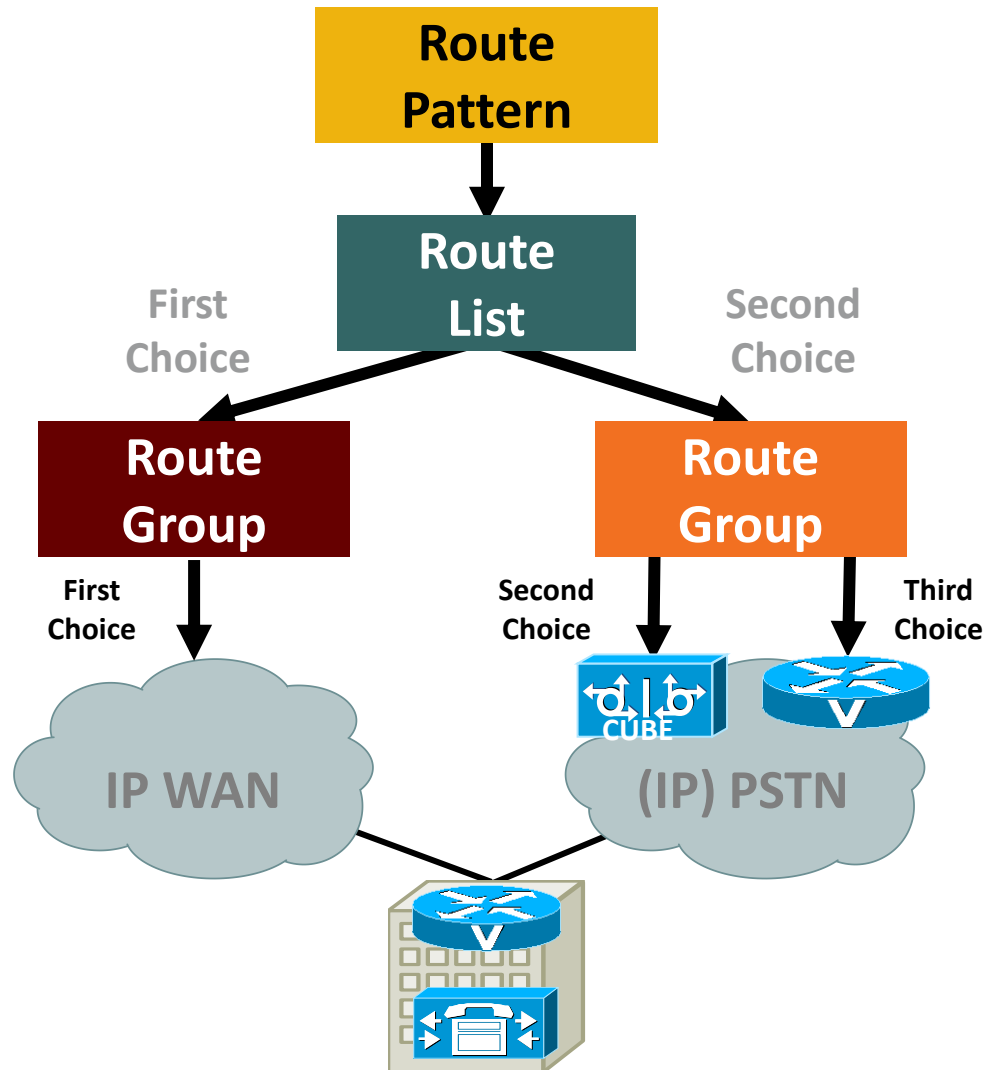 Route
Pattern
Route
List
First
Choice
Second
Choice
Route
Group
Route
Group
First
Choice
Second
Choice
Third
Choice
CUBE
V
IP WAN
(IP) PSTN
V